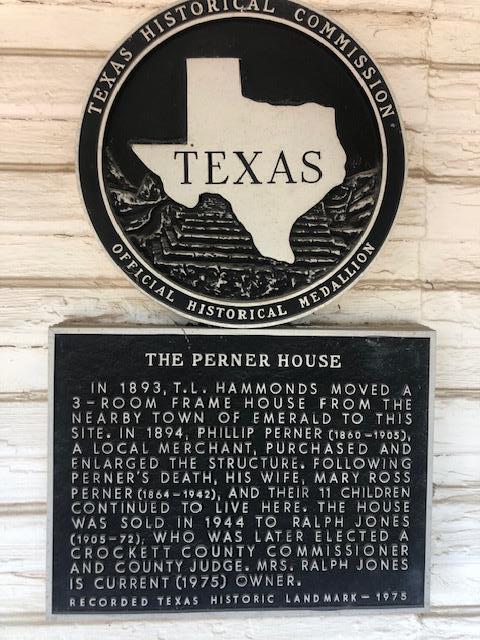 TEXAS HISTORICAL COMMISSION
TEXAS
OFFICIAL HISTORICAL MEDALLION
THE PERNER HOUSE
IN 1893, T.L. HAMMONDS MOVED A
3-ROOM FRAME HOUSE FROM THE
NEARBY TOWN OF EMERALD TO THIS
SITE. IN 1894, PHILLIP PERNER (1860-1905),
A LOCAL MERCHANT, PURCHASED AND
ENLARGED THE STRUCTURE. FOLLOWING
PERNER'S DEATH, HIS WIFE, MARY ROSS
PERNER (1864-1942), AND THEIR 11 CHILDREN
CONTINUED TO LIVE HERE. THE HOUSE
WAS SOLD IN 1944 TO RALPH JONES
(1905-72), WHO WAS LATER ELECTED A
CROCKETT COUNTY COMMISSIONER
AND COUNTY JUDGE. MRS. RALPH JONES
IS CURRENT (1975) OWNER.
RECORDED TEXAS HISTORIC LANDMARK-1975